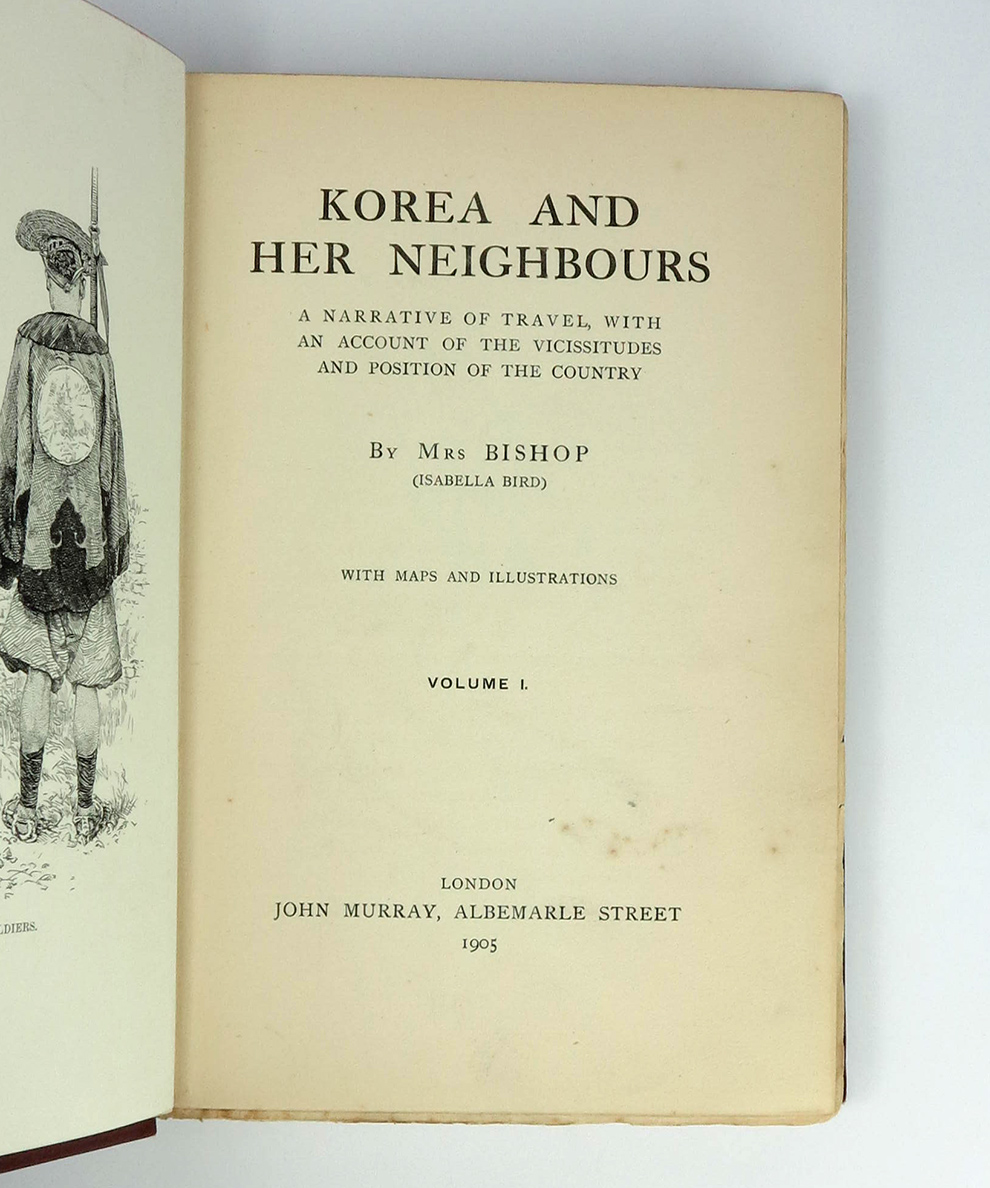 KOREA AND
HER NEIGHBOURS
A NARRATIVE OF TRAVEL, WITH
AN ACCOUNT OF THE VICISSITUDES
AND POSITION OF THE COUNTRY
By Mrs BISHOP
(ISABELLA BIRD)
WITH MAPS AND ILLUSTRATIONS
VOLUME I.
LONDON
JOHN MURRAY, ALBEMARLE STREET
1905